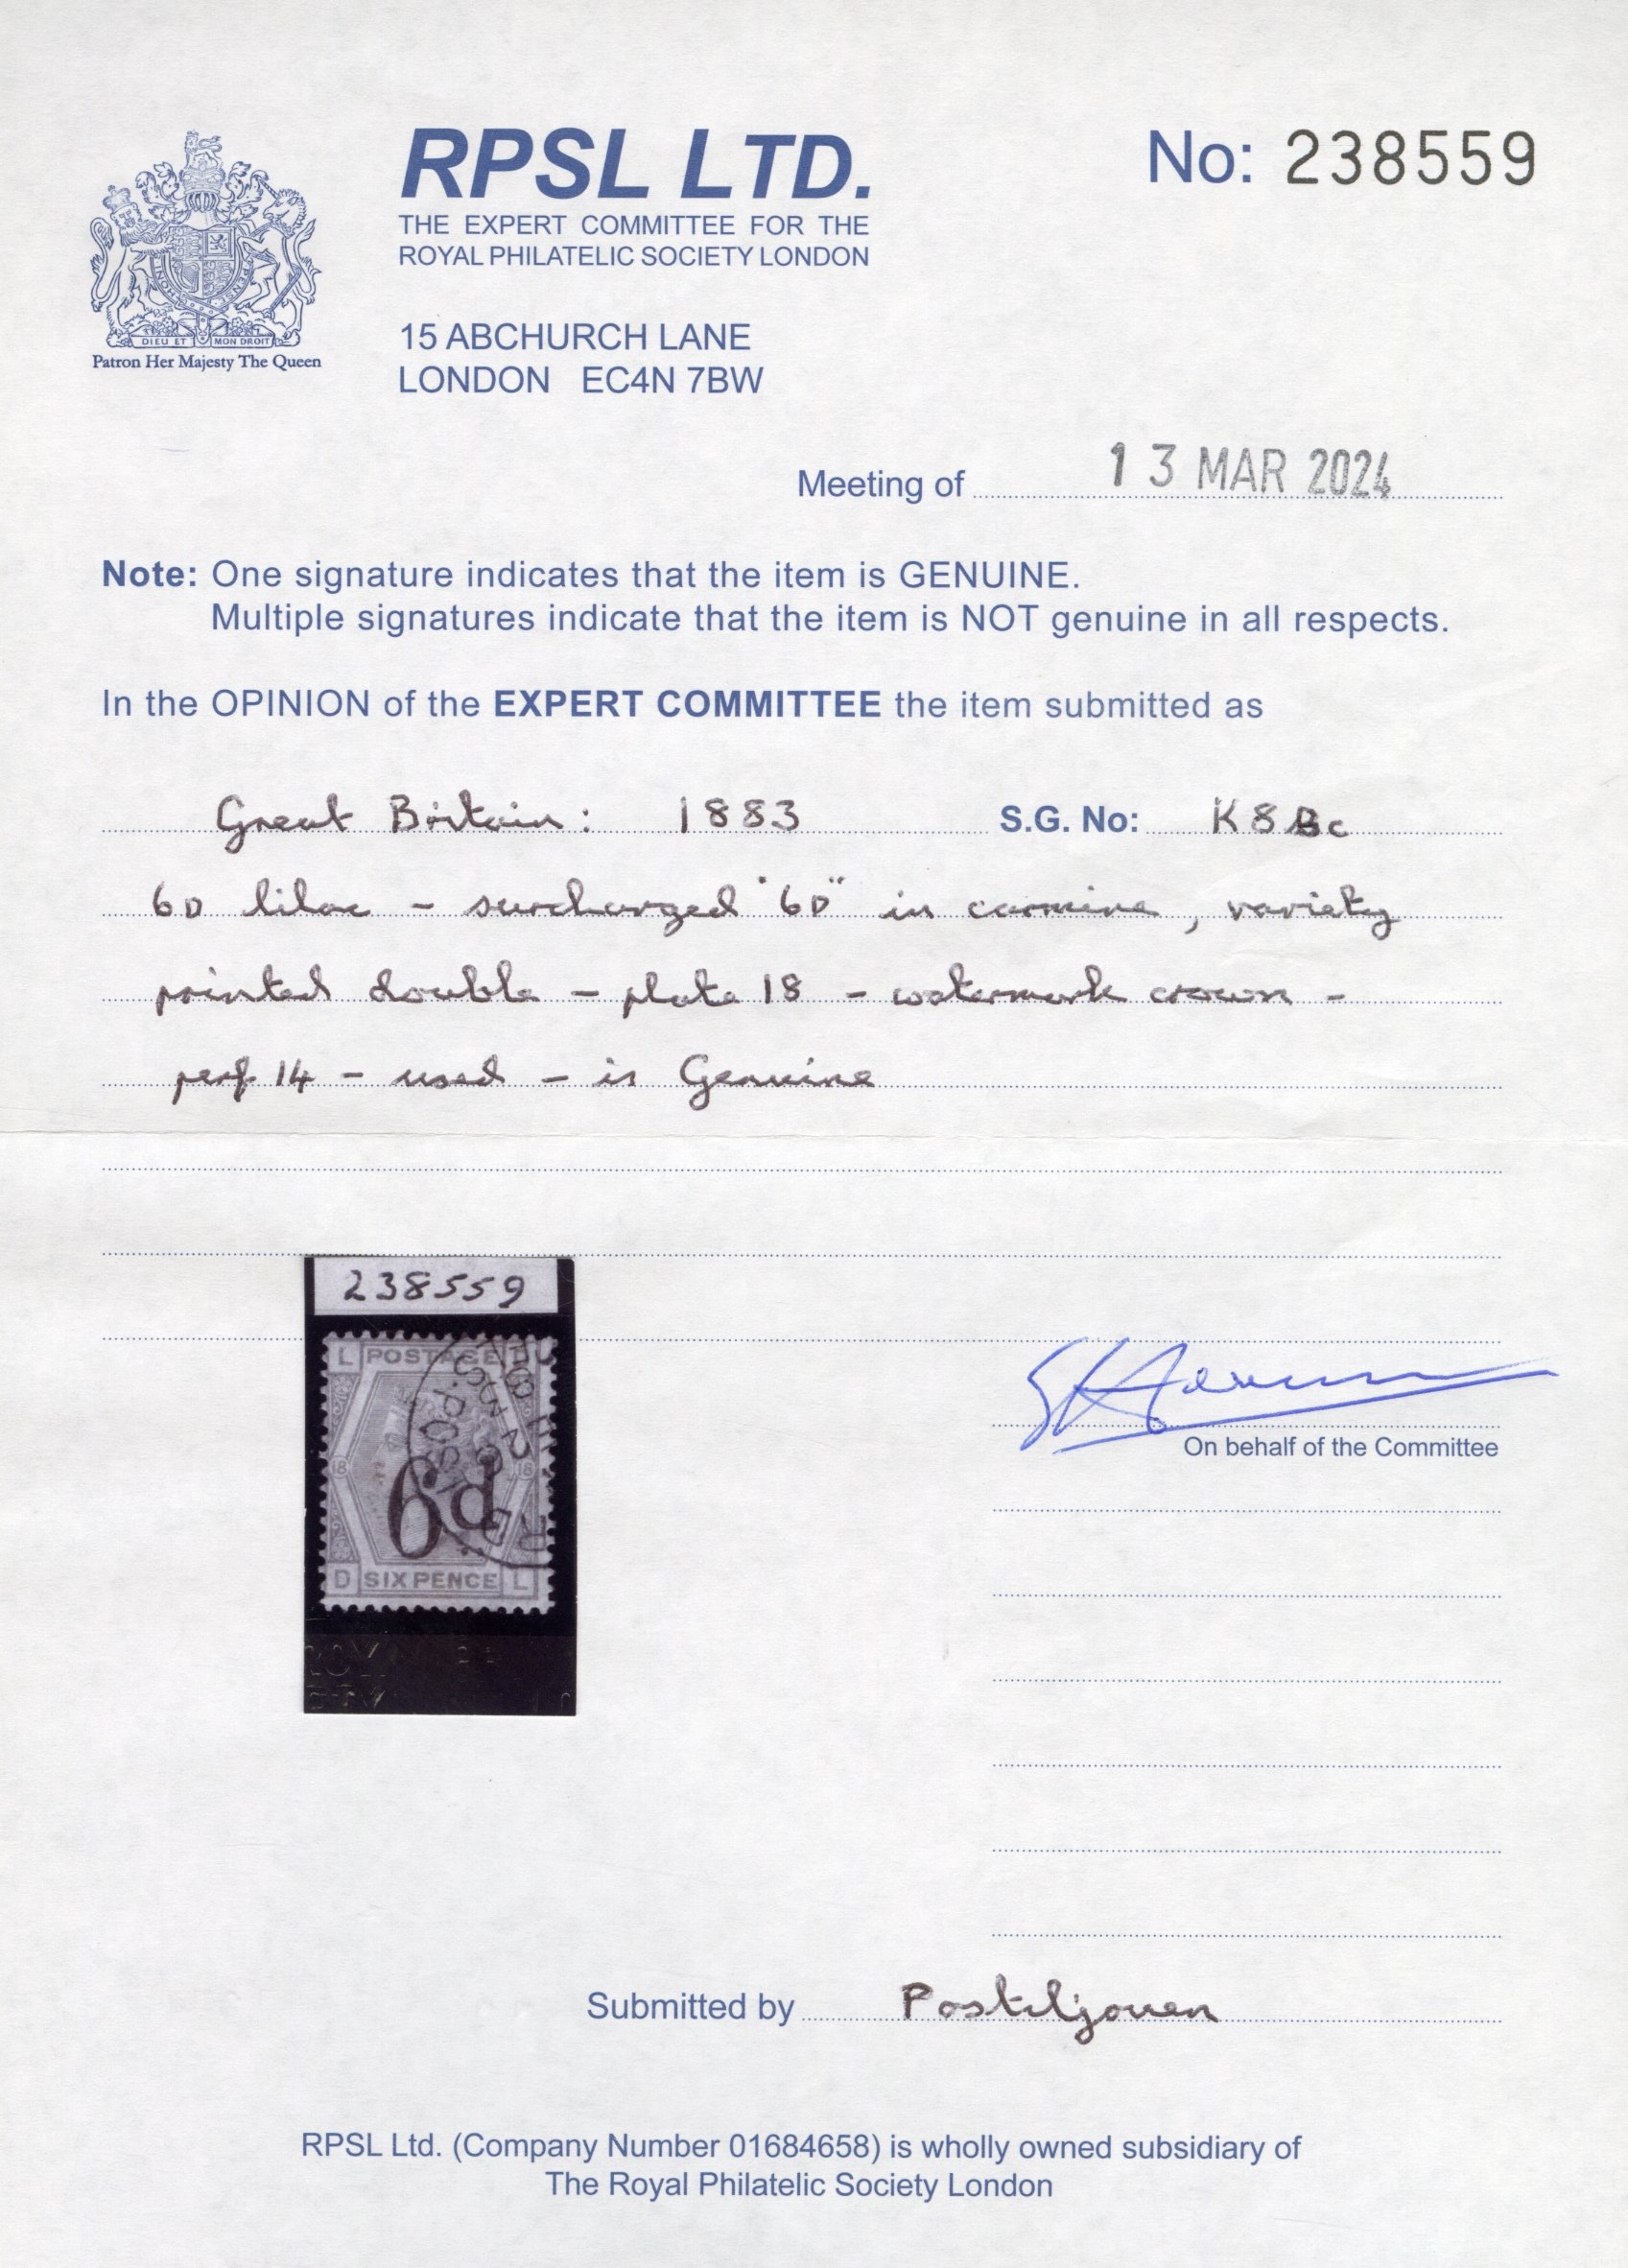 RPSL LTD.
THE EXPERT COMMITTEE FOR THE
ROYAL PHILATELIC SOCIETY LONDON
15 ABCHURCH LANE
LONDON EC4N 7BW
No: 238559
DIEU ET MON DROIT
Patron Her Majesty The Queen
Meeting of 13 MAR 2024
Note: One signature indicates that the item is GENUINE.
Multiple signatures indicate that the item is NOT genuine in all respects.
In the OPINION of the EXPERT COMMITTEE the item submitted as
Great Britain: 1883 S.G. No: K8Bc
6D lilac - surcharged "6D" in carmine, variety
printed double - plate 18 - watermark crown -
perf 14 - used - is Genuine
238559
L POSTAGE
18 18
6d
D SIX PENCE L
On behalf of the Committee
Submitted by Postiljonen
RPSL Ltd. (Company Number 01684658) is wholly owned subsidiary of
The Royal Philatelic Society London